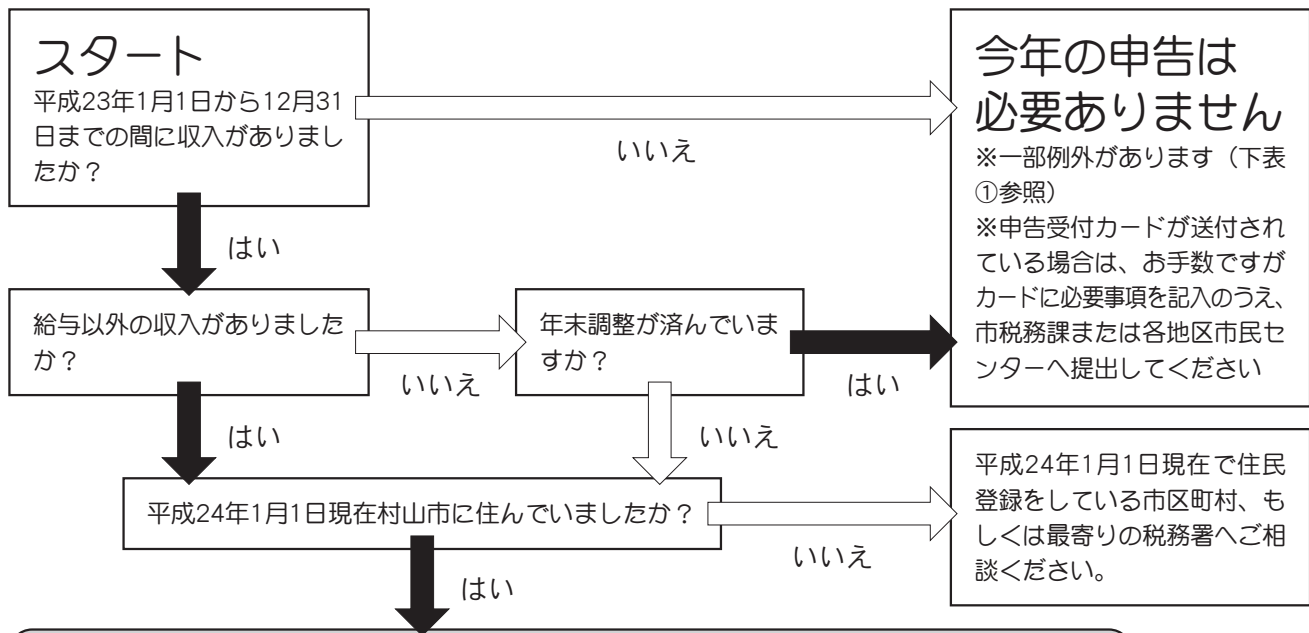 スタート
平成23年1月1日から12月31
日までの間に収入がありまし
たか？
いいえ
今年の申告は
必要ありません
※一部例外があります（下表
①参照）
※申告受付カードが送付され
ている場合は、お手数ですが
カードに必要事項を記入のうえ、
市税務課または各地区市民セ
ンターへ提出してください
はい
給与以外の収入がありました
か？
いいえ
年末調整が済んでいま
すか？
はい
はい
いいえ
平成24年1月1日現在村山市に住んでいましたか？
いいえ
平成24年1月1日現在で住民
登録をしている市区町村、も
しくは最寄りの税務署へご相
談ください。
はい